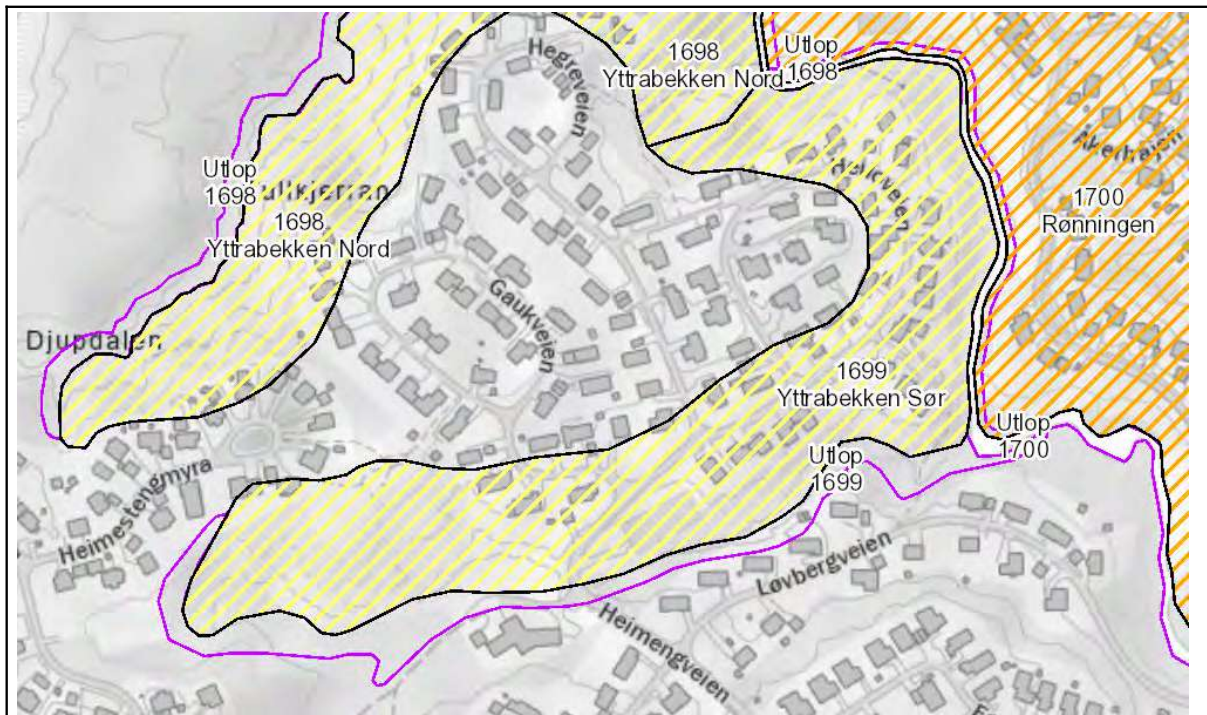 Hegreveien
1698
Yttrabekken Nord
Utlop
1698
Åkerhaugen
Utlop
1698
1698
Yttrabekken Nord
1700
Rønningen
Gaukveien
Djupdalen
1699
Yttrabekken Sør
Utlop
1700
Utlop
1699
Heimestengmyra
Løvbergveien
Heimengveien